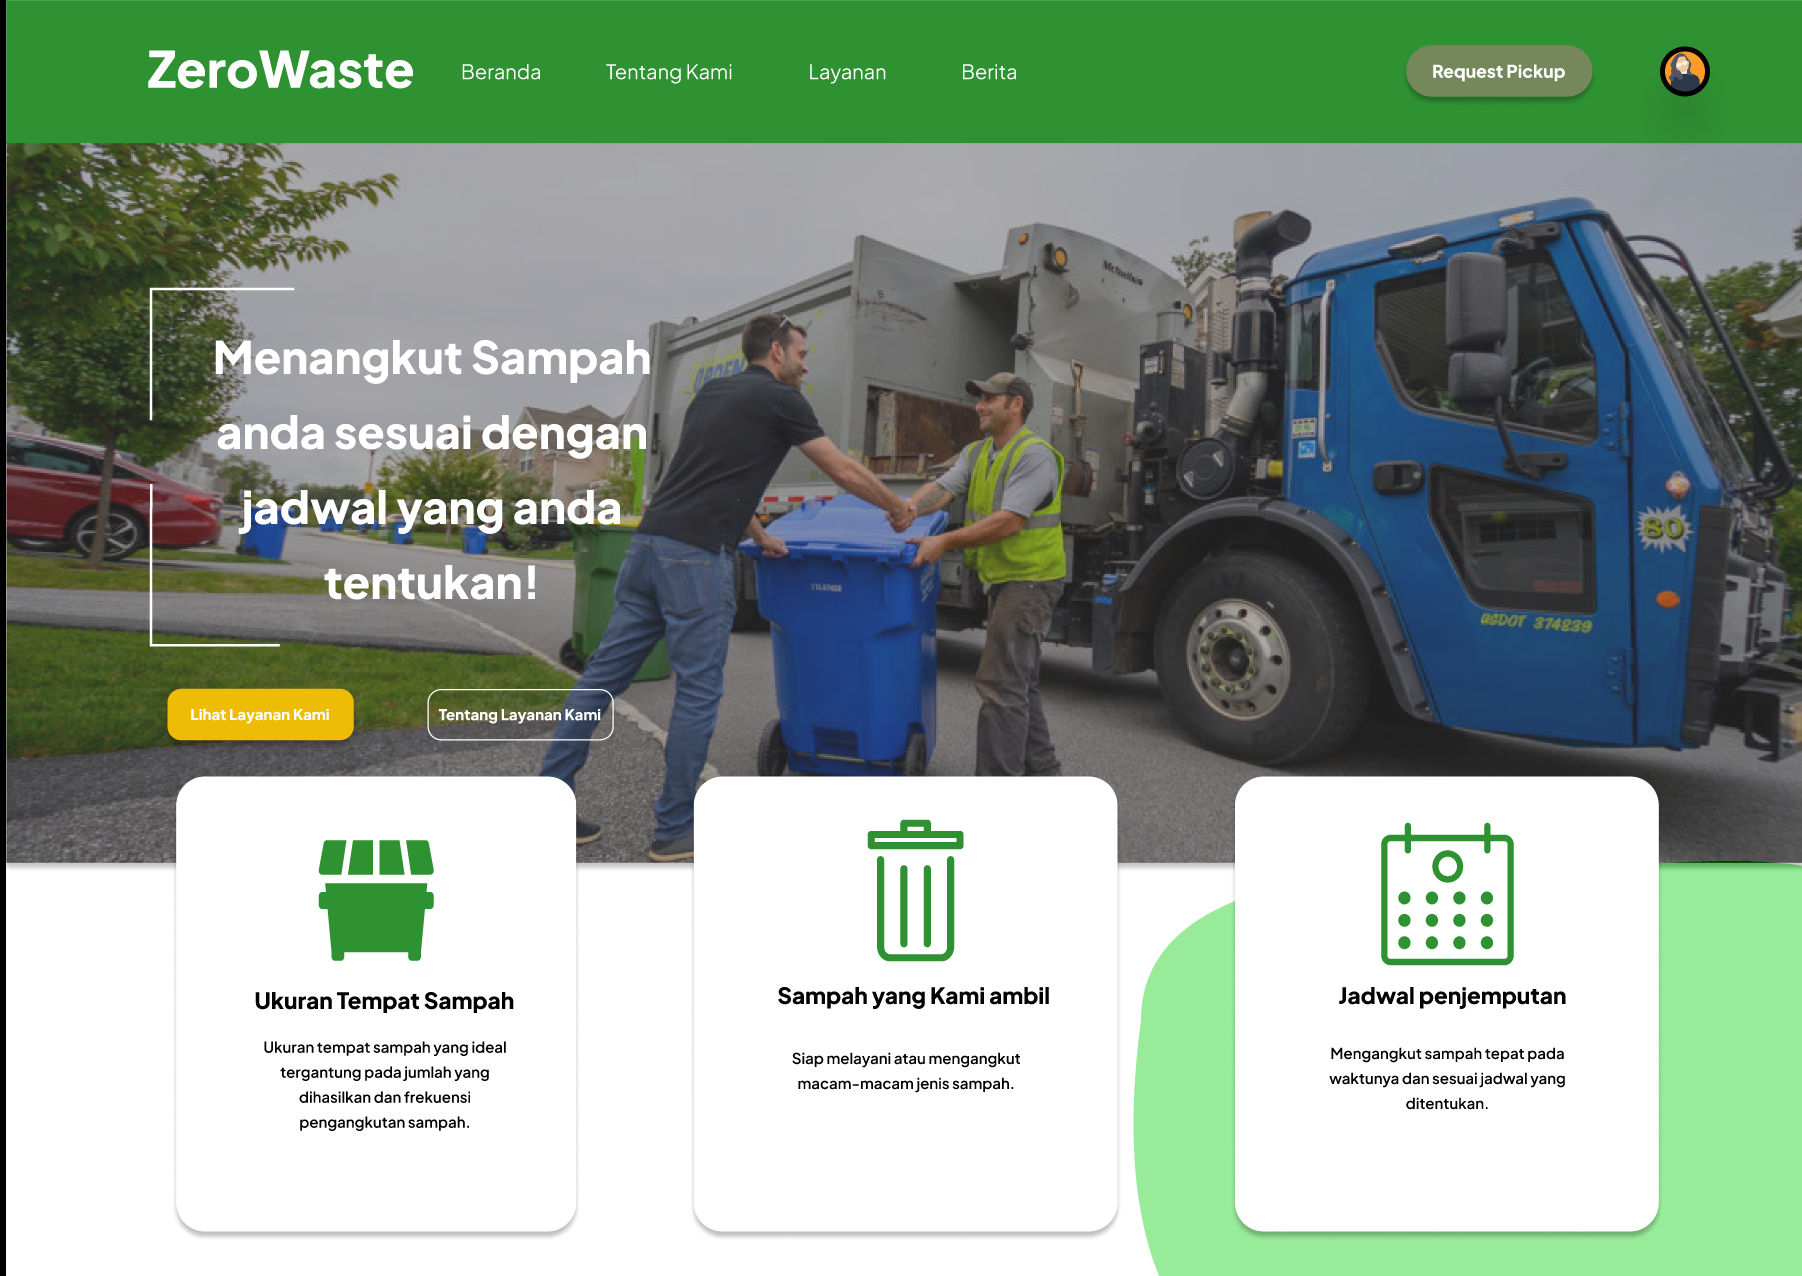 ZeroWaste
Beranda
Tentang Kami
Layanan
Berita
Request Pickup
Menangkut Sampah
anda sesuai dengan
jadwal yang anda
tentukan!
80
USDOT 374839
Lihat Layanan Kami
Tentang Layanan Kami
Ukuran Tempat Sampah
Ukuran tempat sampah yang ideal
tergantung pada jumlah yang
dihasilkan dan frekuensi
pengangkutan sampah.
Sampah yang Kami ambil
Siap melayani atau mengangkut
macam-macam jenis sampah.
Jadwal penjemputan
Mengangkut sampah tepat pada
waktunya dan sesuai jadwal yang
ditentukan.